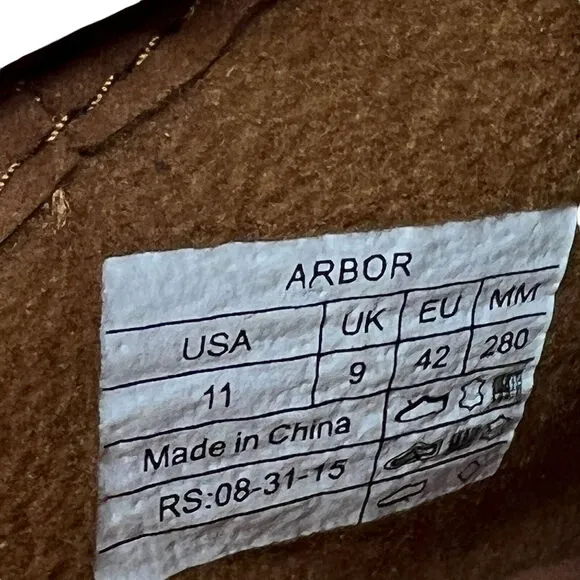 ARBOR
USA UK EU MM
11 9 42 280
Made in China
RS:08-31-15